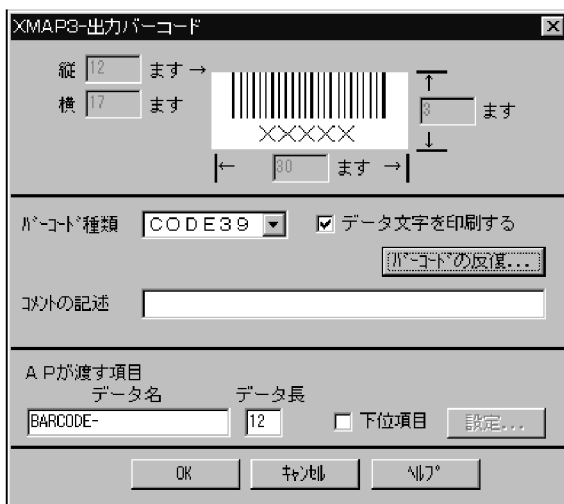 XMAP3-出力バーコード
縦 12 ます→
横 17 ます
↑
3 ます
↓
XXXXX
← 30 ます →
ﾊﾞｰｺｰﾄﾞ種類 CODE39 データ文字を印刷する
ﾊﾞｰｺｰﾄﾞの反復...
ｺﾒﾝﾄの記述
APが渡す項目
データ名 データ長
BARCODE- 12 下位項目 設定...
OK ｷｬﾝｾﾙ ﾍﾙﾌﾟ